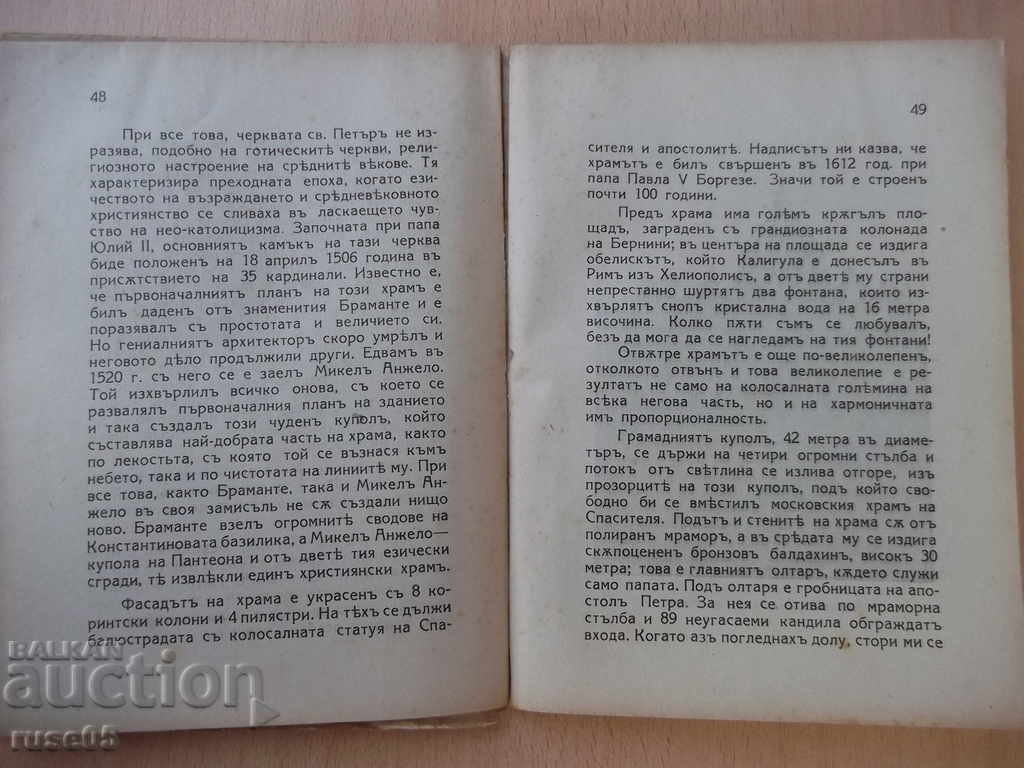 48
При все това, черквата св. Петъръ не из-
разява, подобно на готическитѣ черкви, рели-
гиозното настроение на срѣднитѣ вѣкове. Тя
характеризира преходната епоха, когато ези-
чеството на възраждането и срѣдневѣковното
християнство се сливаха въ ласкаещето чув-
ство на нео-католицизма. Започната при папа
Юлий II, основниятъ камъкъ на тази черква
биде положенъ на 18 априлъ 1506 година въ
присѫтствието на 35 кардинали. Известно е,
че първоначалниятъ планъ на този храмъ е
билъ даденъ отъ знаменития Браманте и е
поразявалъ съ простотата и величието си.
Но гениалниятъ архитекторъ скоро умрѣлъ и
неговото дѣло продължили други. Едвамъ въ
1520 г. съ него се е заелъ Микелъ Анжело.
Той изхвърлилъ всичко онова, съ което се
развалялъ първоначалния планъ на зданието
и така създалъ този чуденъ куполъ, който
съставлява най-добрата часть на храма, както
по лекостьта, съ която той се възнася къмъ
небето, така и по чистотата на линиитѣ му. При
все това, както Браманте, така и Микелъ Ан-
жело въ своя замисълъ не сѫ създали нищо
ново. Браманте взелъ огромнитѣ сводове на
Константиновата базилика, а Микелъ Анжело—
купола на Пантеона и отъ дветѣ тия езически
сгради, тѣ извлѣкли единъ християнски храмъ.
Фасадътъ на храма е украсенъ съ 8 ко-
ринтски колони и 4 пилястри. На тѣхъ се държи
балюстрадата съ колосалната статуя на Спа-
49
сителя и апостолитѣ. Надписътъ ни казва, че
храмътъ е билъ свършенъ въ 1612 год. при
папа Павла V Боргезе. Значи той е строенъ
почти 100 години.
Предъ храма има голѣмъ крѫгълъ пло-
щадъ, заграденъ съ грандиозната колонада
на Бернини; въ центъра на площада се издига
обелискътъ, който Калигула е донесълъ въ
Римъ изъ Хелиополисъ, а отъ дветѣ му страни
непрестанно шуртятъ два фонтана, които из-
хвърлятъ снопъ кристална вода на 16 метра
височина. Колко пѫти съмъ се любувалъ,
безъ да мога да се нагледамъ на тия фонтани!
Отвѫтре храмътъ е още по-великолепенъ,
отколкото отвънъ и това великолепие е ре-
зултатъ не само на колосалната голѣмина на
всѣка негова часть, но и на хармоничната
имъ пропорционалность.
Грамадниятъ куполъ, 42 метра въ диаме-
търъ, се държи на четири огромни стълба и
потокъ отъ свѣтлина се излива отгоре, изъ
прозорцитѣ на този куполъ, подъ който сво-
бодно би се вмѣстилъ московския храмъ на
Спасителя. Подътъ и стенитѣ на храма сѫ отъ
полиранъ мраморъ, а въ срѣдата му се издига
скѫпоцененъ бронзовъ балдахинъ, високъ 30
метра; това е главниятъ олтаръ, кѫдето служи
само папата. Подъ олтаря е гробницата на апо-
столъ Петра. За нея се отива по мраморна
стълба и 89 неугасаеми кандила обграждатъ
входа. Когато азъ погледнахъ долу, стори ми се
BALKAN
auction
ruse05